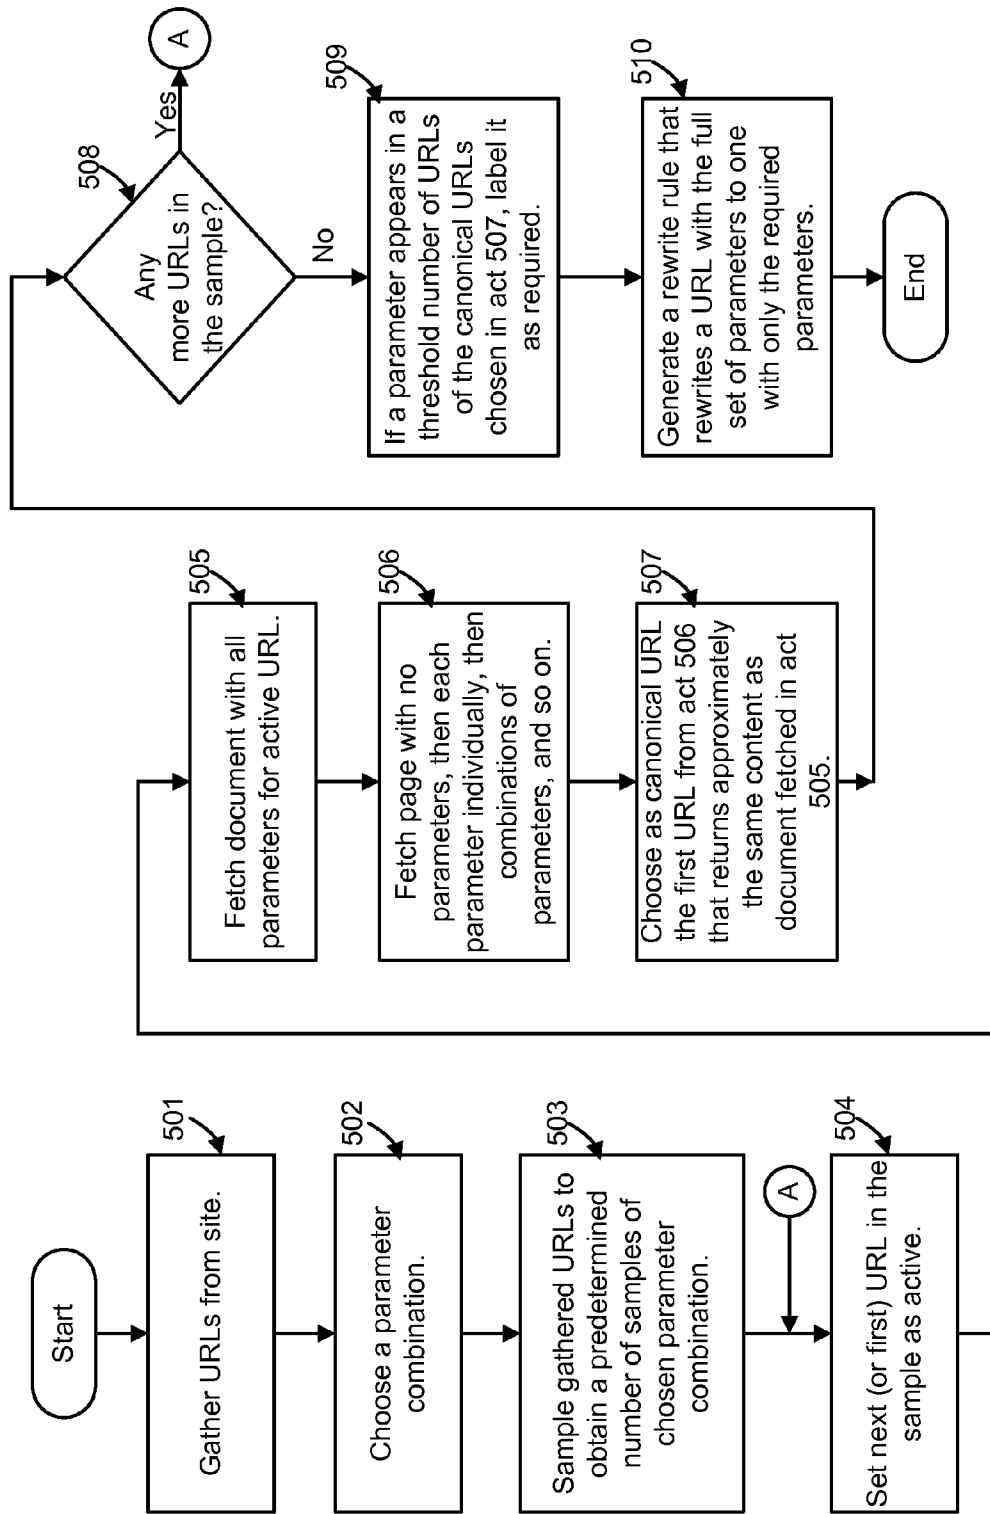 Start
501
Gather URLs from site.
502
Choose a parameter
combination.
503
Sample gathered URLs to
obtain a predetermined
number of samples of
chosen parameter
combination.
A
504
Set next (or first) URL in the
sample as active.
505
Fetch document with all
parameters for active URL.
506
Fetch page with no
parameters, then each
parameter individually, then
combinations of
parameters, and so on.
507
Choose as canonical URL
the first URL from act 506
that returns approximately
the same content as
document fetched in act
505.
508
Any
more URLs in
the sample?
Yes
A
No
509
If a parameter appears in a
threshold number of URLs
of the canonical URLs
chosen in act 507, label it
as required.
510
Generate a rewrite rule that
rewrites a URL with the full
set of parameters to one
with only the required
parameters.
End